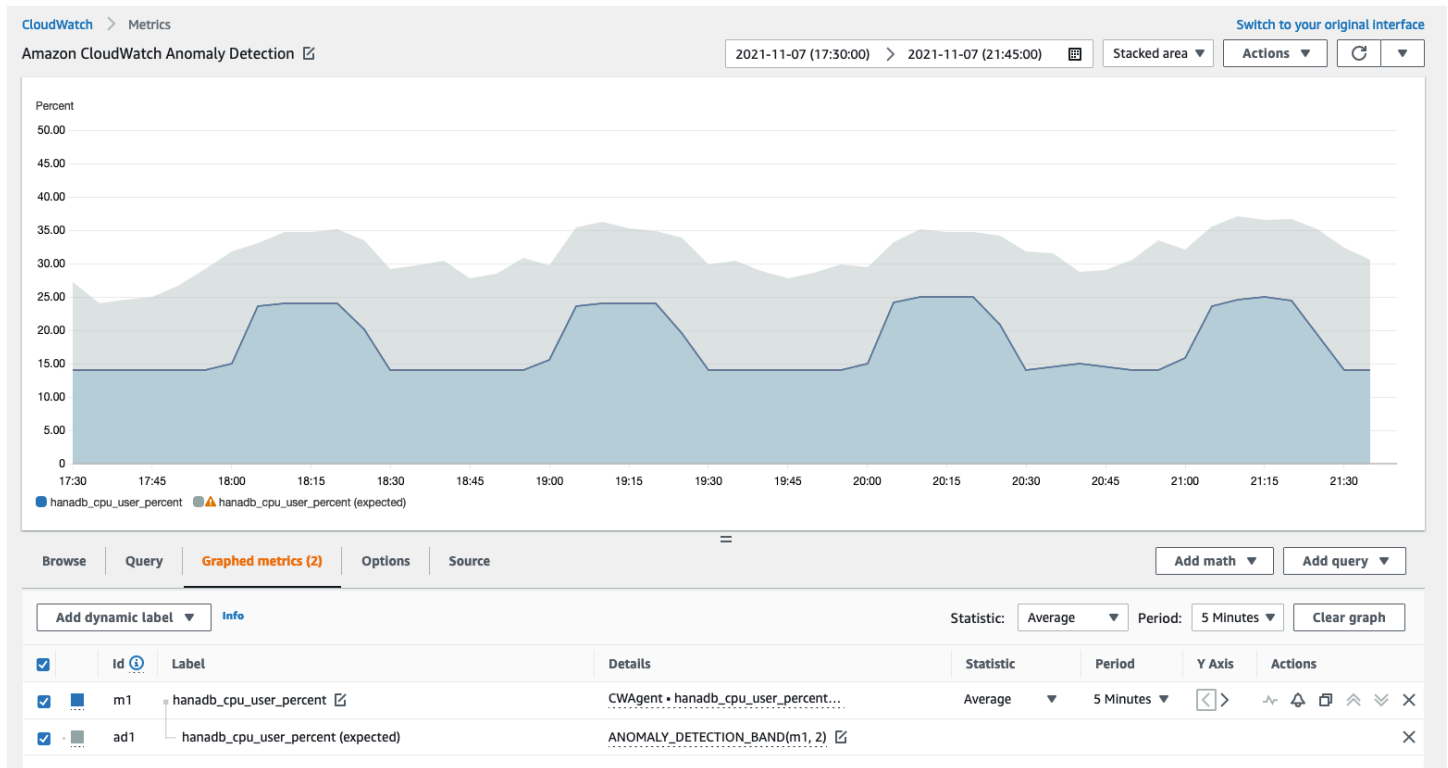 CloudWatch > Metrics
Switch to your original interface
Amazon CloudWatch Anomaly Detection
2021-11-07 (17:30:00) > 2021-11-07 (21:45:00)
Stacked area
Actions
Percent
50.00
45.00
40.00
35.00
30.00
25.00
20.00
15.00
10.00
5.00
0
17:30 17:45 18:00 18:15 18:30 18:45 19:00 19:15 19:30 19:45 20:00 20:15 20:30 20:45 21:00 21:15 21:30
hanadb_cpu_user_percent hanadb_cpu_user_percent (expected)
Browse Query Graphed metrics (2) Options Source Add math Add query
Add dynamic label Info Statistic: Average Period: 5 Minutes Clear graph
Id Label Details Statistic Period Y Axis Actions
m1 hanadb_cpu_user_percent CWAgent • hanadb_cpu_user_percent... Average 5 Minutes
ad1 hanadb_cpu_user_percent (expected) ANOMALY_DETECTION_BAND(m1, 2)